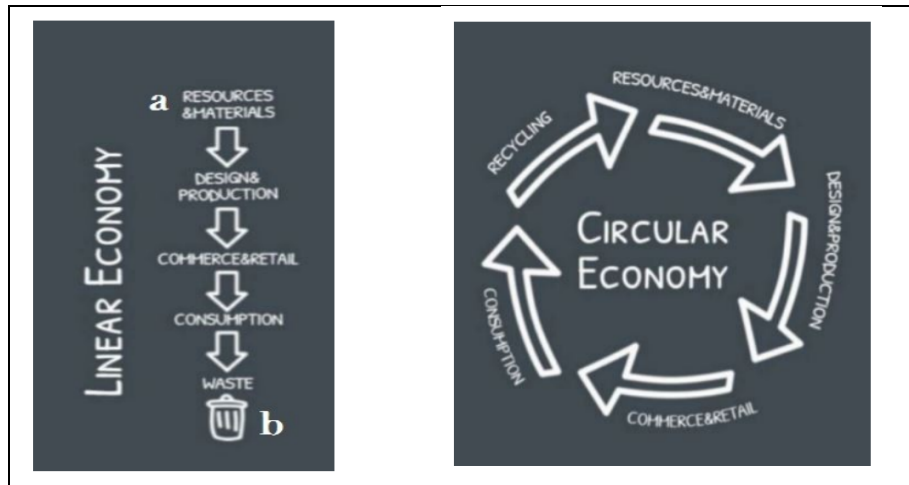 LINEAR ECONOMY
a
RESOURCES
&MATERIALS
DESIGN&
PRODUCTION
COMMERCE&RETAIL
CONSUMPTION
WASTE
b
CIRCULAR
ECONOMY
RESOURCES&MATERIALS
DESIGN&PRODUCTION
COMMERCE&RETAIL
CONSUMPTION
RECYCLING